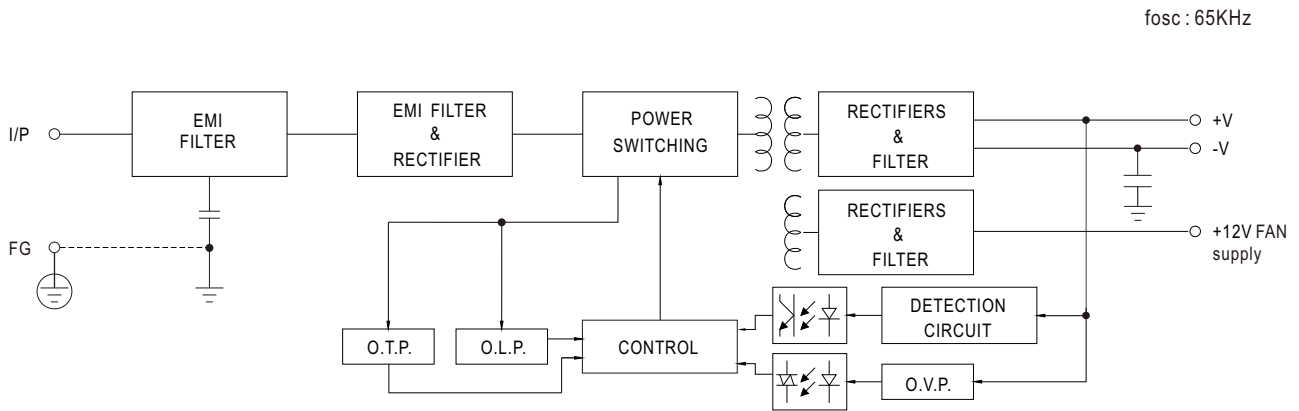 fosc : 65KHz
I/P
EMI
FILTER
EMI FILTER
&
RECTIFIER
POWER
SWITCHING
RECTIFIERS
&
FILTER
+V
-V
RECTIFIERS
&
FILTER
+12V FAN
supply
FG
O.T.P.
O.L.P.
CONTROL
DETECTION
CIRCUIT
O.V.P.